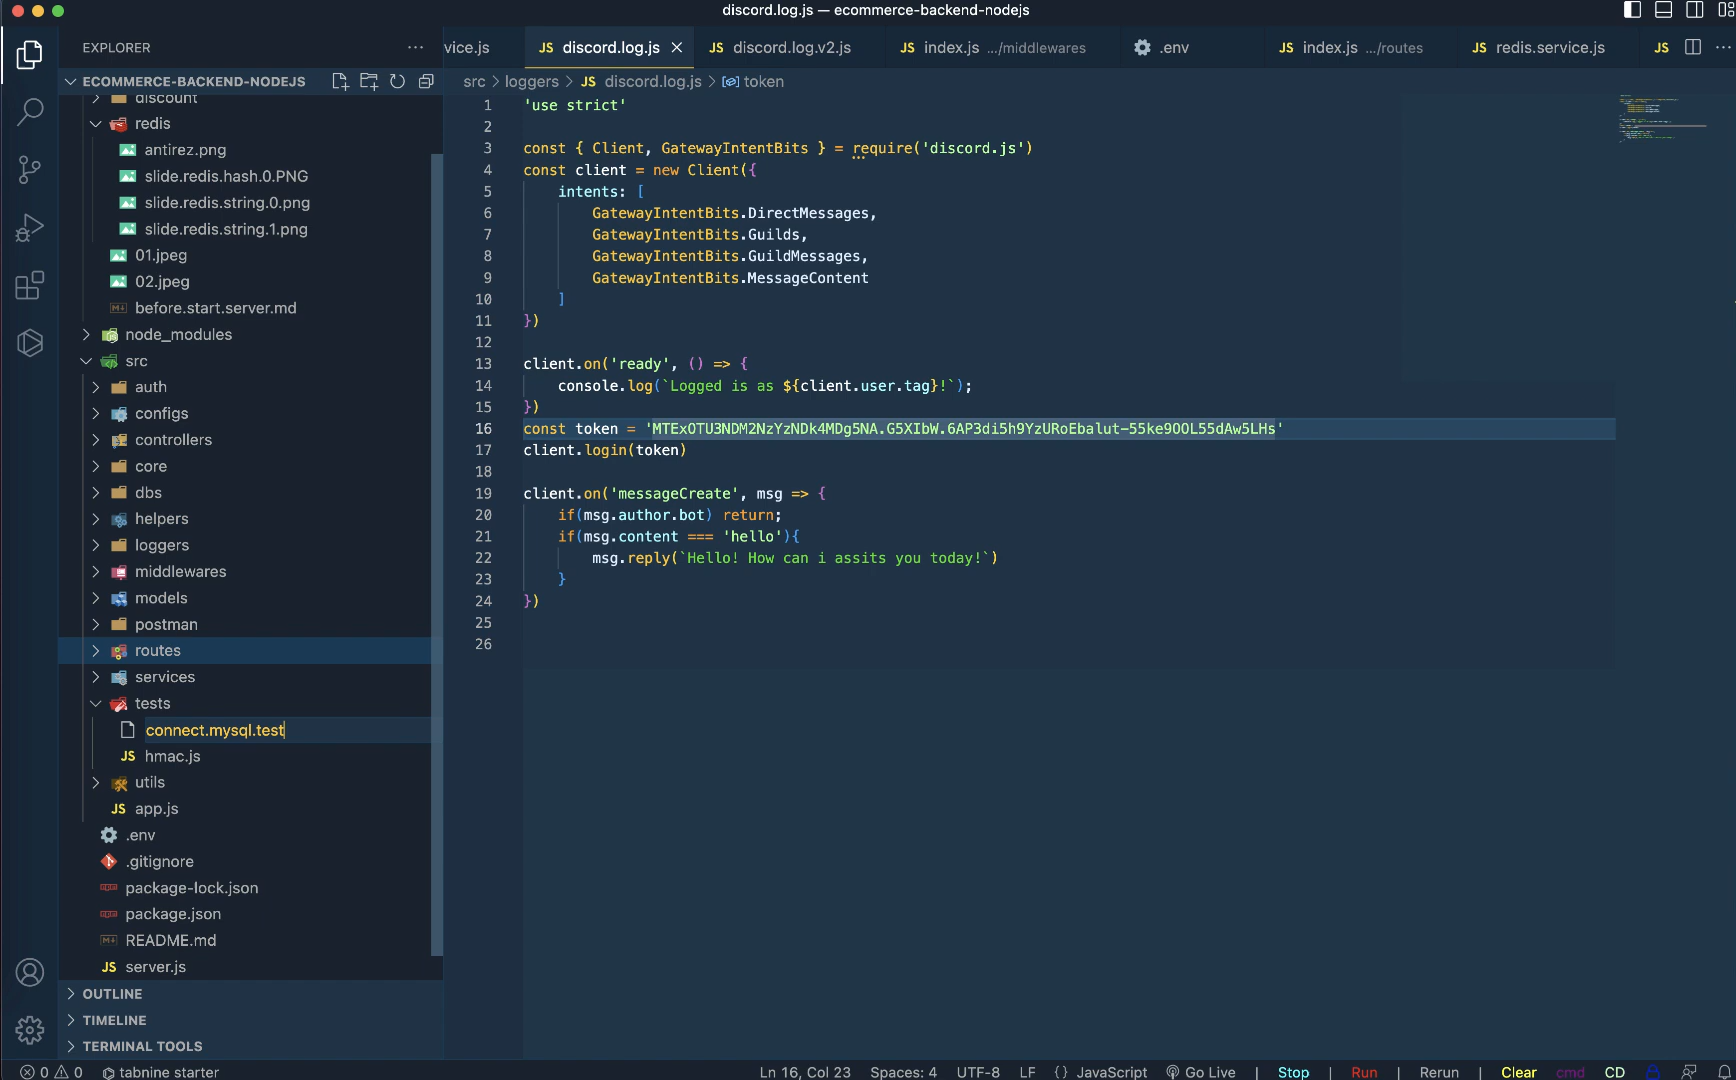 discord.log.js — ecommerce-backend-nodejs
EXPLORER
vice.js
JS discord.log.js
JS discord.log.v2.js
JS index.js .../middlewares
.env
JS index.js .../routes
JS redis.service.js
JS
ECOMMERCE-BACKEND-NODEJS
src > loggers > JS discord.log.js > token
discount
redis
antirez.png
slide.redis.hash.0.PNG
slide.redis.string.0.png
slide.redis.string.1.png
01.jpeg
02.jpeg
before.start.server.md
node_modules
src
auth
configs
controllers
core
dbs
helpers
loggers
middlewares
models
postman
routes
services
tests
connect.mysql.test
JS hmac.js
utils
JS app.js
.env
.gitignore
package-lock.json
package.json
README.md
JS server.js
OUTLINE
TIMELINE
TERMINAL TOOLS
1 'use strict'
2
3 const { Client, GatewayIntentBits } = require('discord.js')
4 const client = new Client({
5 intents: [
6 GatewayIntentBits.DirectMessages,
7 GatewayIntentBits.Guilds,
8 GatewayIntentBits.GuildMessages,
9 GatewayIntentBits.MessageContent
10 ]
11 })
12
13 client.on('ready', () => {
14 console.log(`Logged is as ${client.user.tag}!`);
15 })
16 const token = 'MTExOTU3NDM2NzYzNDk4MDg5NA.G5XIbW.6AP3di5h9YzURoEbalut-55ke9OOL55dAw5LHs'
17 client.login(token)
18
19 client.on('messageCreate', msg => {
20 if(msg.author.bot) return;
21 if(msg.content === 'hello'){
22 msg.reply(`Hello! How can i assits you today!`)
23 }
24 })
25
26
0 0 tabnine starter
Ln 16, Col 23 Spaces: 4 UTF-8 LF {} JavaScript Go Live | Stop | Run | Rerun | Clear cmd CD